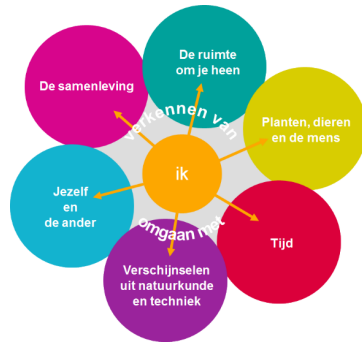 De ruimte
om je heen
De samenleving
verkennen van
Planten, dieren
en de mens
ik
Jezelf
en
de ander
omgaan met
Tijd
Verschijnselen
uit natuurkunde
en techniek